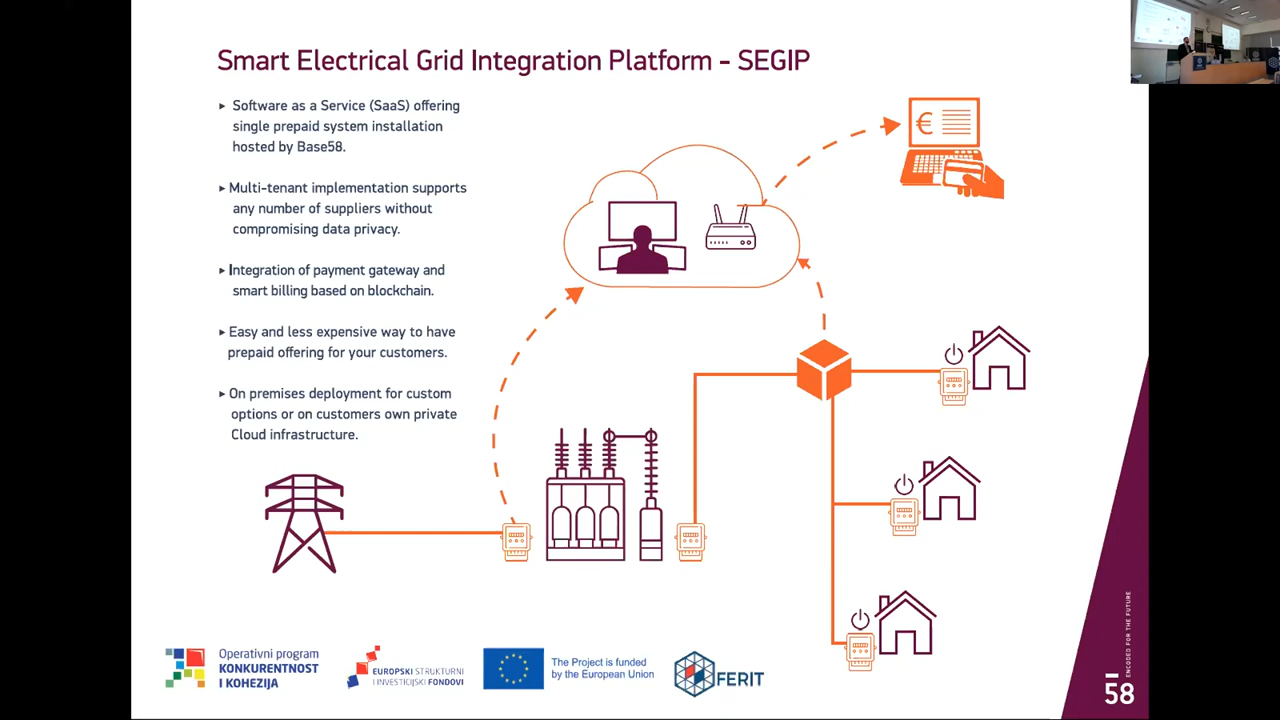 Smart Electrical Grid Integration Platform - SEGIP
▸ Software as a Service (SaaS) offering
single prepaid system installation
hosted by Base58.
▸ Multi-tenant implementation supports
any number of suppliers without
compromising data privacy.
▸ Integration of payment gateway and
smart billing based on blockchain.
▸ Easy and less expensive way to have
prepaid offering for your customers.
▸ On premises deployment for custom
options or on customers own private
Cloud infrastructure.
€
Operativni program
KONKURENTNOST
I KOHEZIJA
EUROPSKI STRUKTURNI
I INVESTICIJSKI FONDOVI
The Project is funded
by the European Union
FERIT
ENCODED FOR THE FUTURE
58